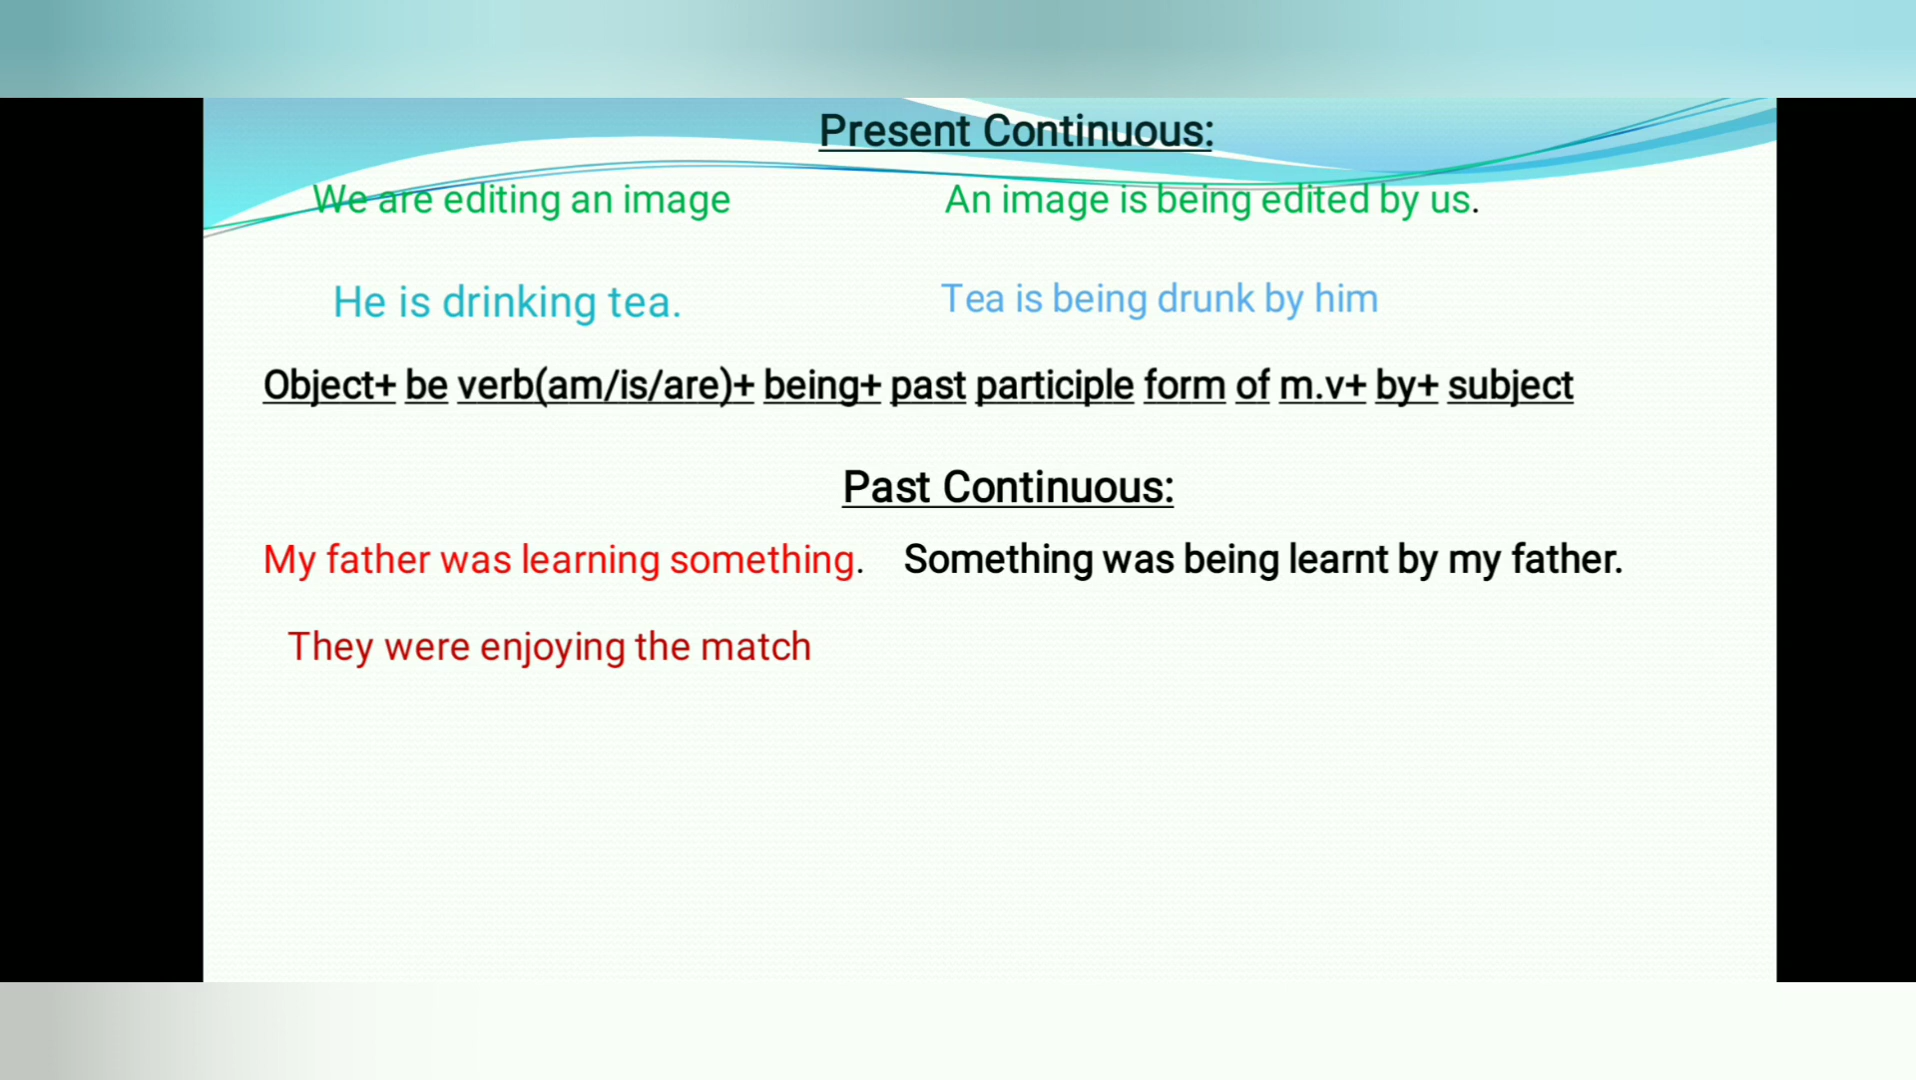 Present Continuous:
We are editing an image An image is being edited by us.
He is drinking tea. Tea is being drunk by him
Object+ be verb(am/is/are)+ being+ past participle form of m.v+ by+ subject
Past Continuous:
My father was learning something. Something was being learnt by my father.
They were enjoying the match